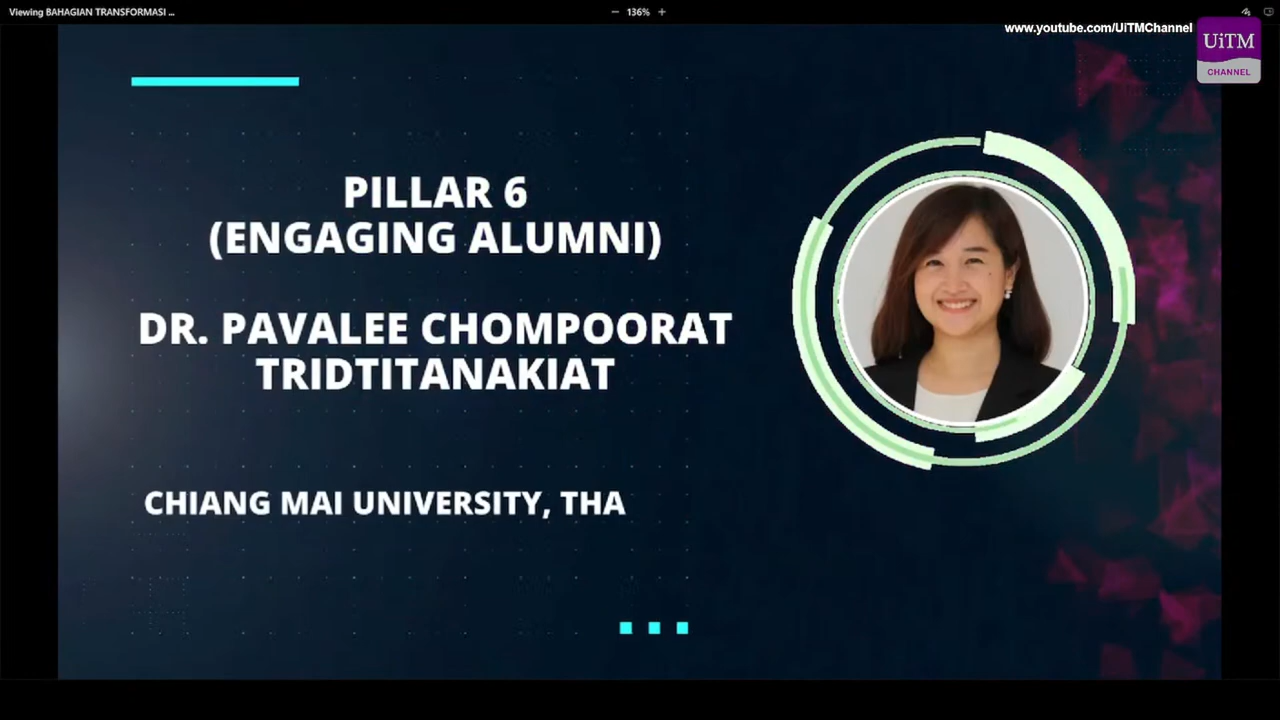 Viewing BAHAGIAN TRANSFORMASI ...
136%
www.youtube.com/UiTMChannel
UiTM
CHANNEL
PILLAR 6
(ENGAGING ALUMNI)
DR. PAVALEE CHOMPOORAT
TRIDTITANAKIAT
CHIANG MAI UNIVERSITY, THA